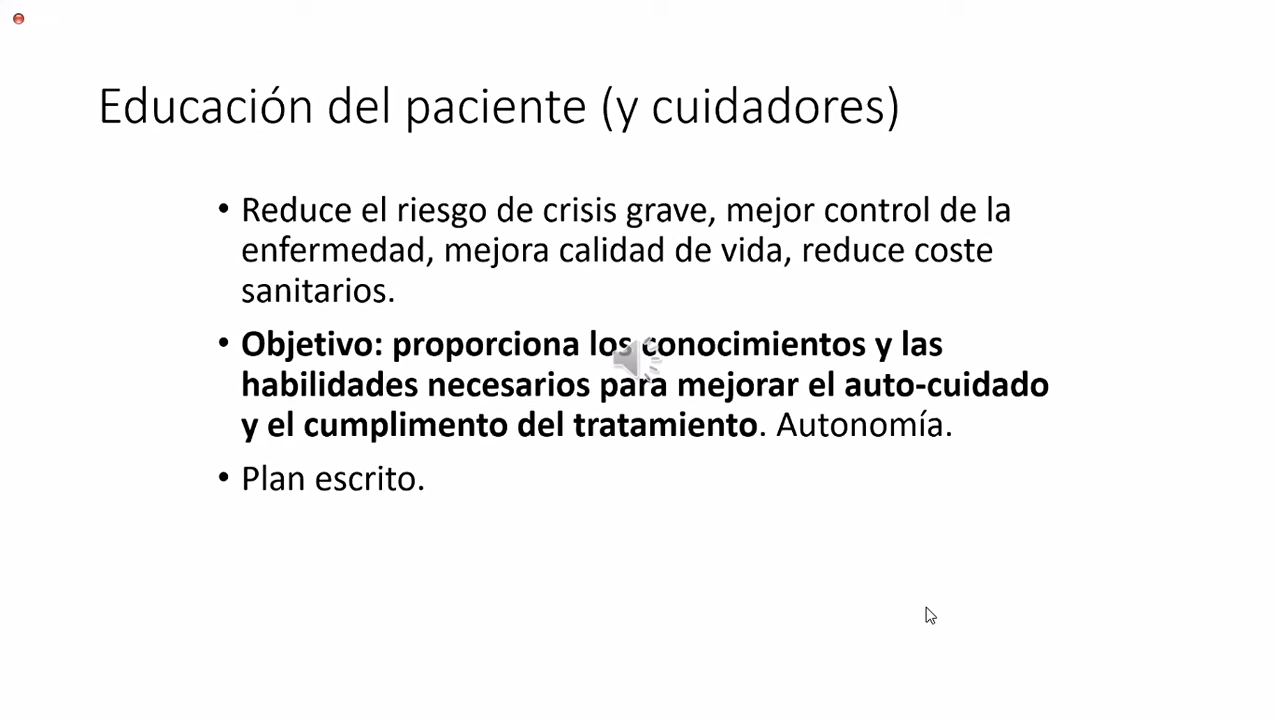 Educación del paciente (y cuidadores)
• Reduce el riesgo de crisis grave, mejor control de la
enfermedad, mejora calidad de vida, reduce coste
sanitarios.
• Objetivo: proporciona los conocimientos y las
habilidades necesarios para mejorar el auto-cuidado
y el cumplimento del tratamiento. Autonomía.
• Plan escrito.